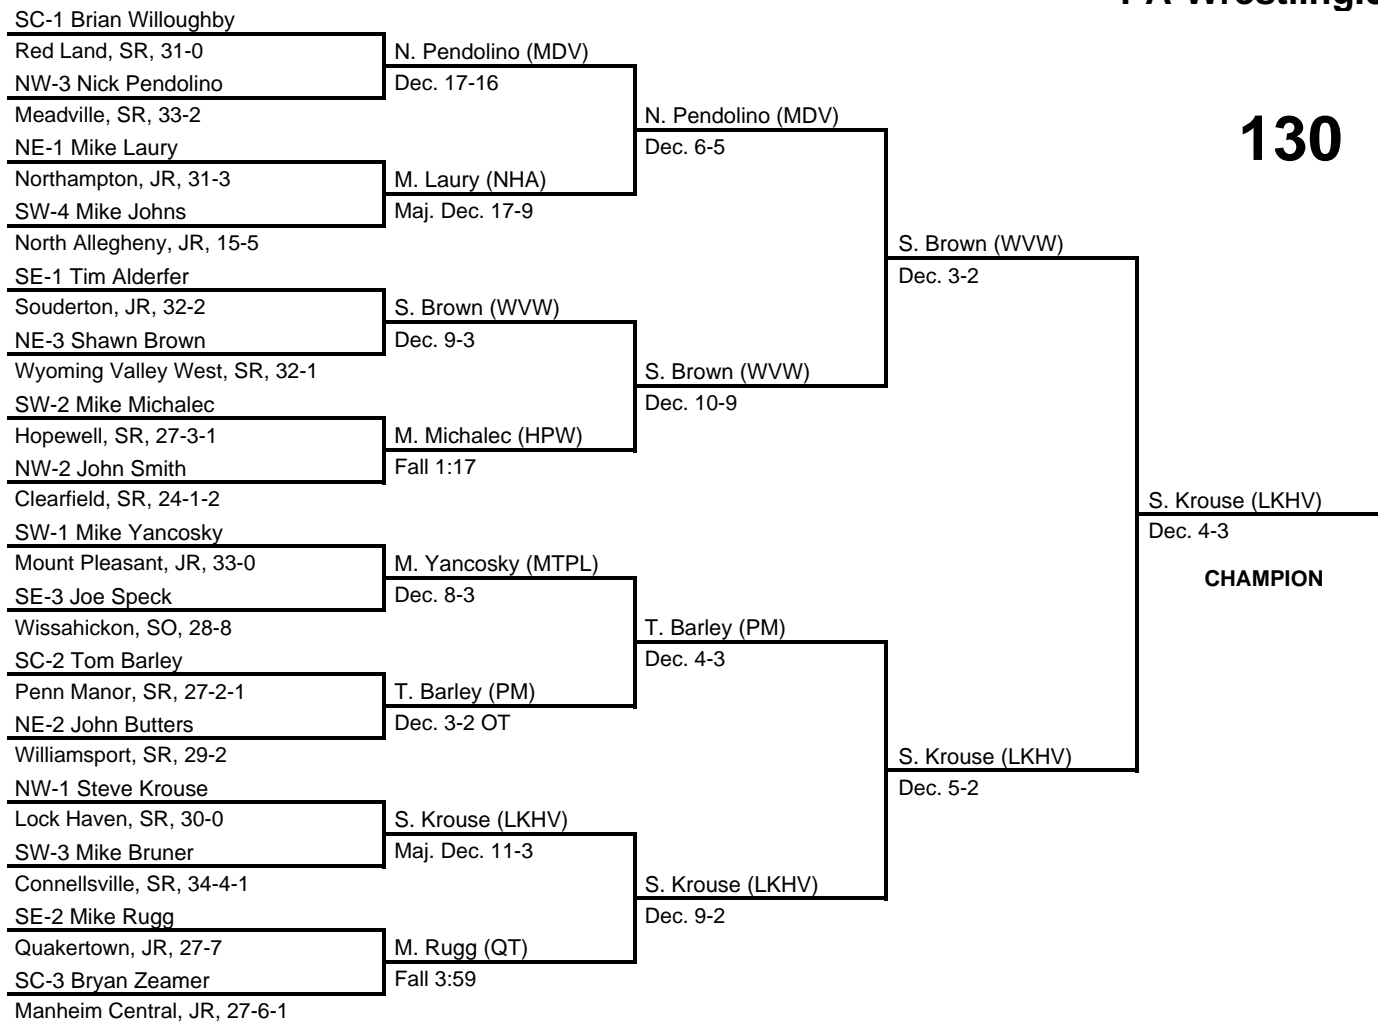 SC-1 Brian Willoughby
Red Land, SR, 31-0
NW-3 Nick Pendolino
Meadville, SR, 33-2
NE-1 Mike Laury
Northampton, JR, 31-3
SW-4 Mike Johns
North Allegheny, JR, 15-5
SE-1 Tim Alderfer
Souderton, JR, 32-2
NE-3 Shawn Brown
Wyoming Valley West, SR, 32-1
SW-2 Mike Michalec
Hopewell, SR, 27-3-1
NW-2 John Smith
Clearfield, SR, 24-1-2
SW-1 Mike Yancosky
Mount Pleasant, JR, 33-0
SE-3 Joe Speck
Wissahickon, SO, 28-8
SC-2 Tom Barley
Penn Manor, SR, 27-2-1
NE-2 John Butters
Williamsport, SR, 29-2
NW-1 Steve Krouse
Lock Haven, SR, 30-0
SW-3 Mike Bruner
Connellsville, SR, 34-4-1
SE-2 Mike Rugg
Quakertown, JR, 27-7
SC-3 Bryan Zeamer
Manheim Central, JR, 27-6-1
N. Pendolino (MDV)
Dec. 17-16
M. Laury (NHA)
Maj. Dec. 17-9
S. Brown (WVW)
Dec. 9-3
M. Michalec (HPW)
Fall 1:17
M. Yancosky (MTPL)
Dec. 8-3
T. Barley (PM)
Dec. 3-2 OT
S. Krouse (LKHV)
Maj. Dec. 11-3
M. Rugg (QT)
Fall 3:59
N. Pendolino (MDV)
Dec. 6-5
S. Brown (WVW)
Dec. 10-9
T. Barley (PM)
Dec. 4-3
S. Krouse (LKHV)
Dec. 9-2
S. Brown (WVW)
Dec. 3-2
S. Krouse (LKHV)
Dec. 5-2
130
S. Krouse (LKHV)
Dec. 4-3
CHAMPION